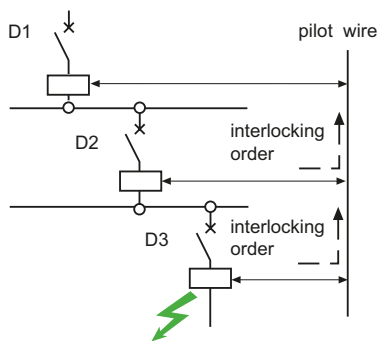 D1
pilot wire
D2
interlocking
order
D3
interlocking
order